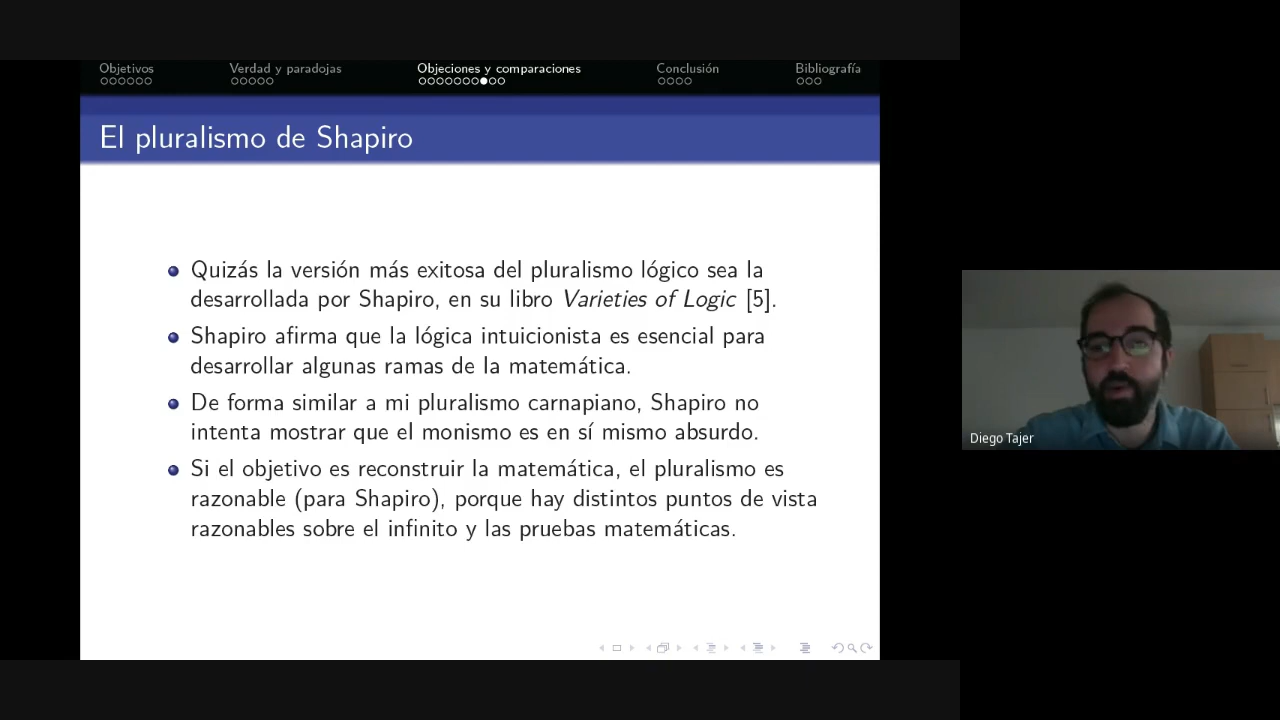 Objetivos
Verdad y paradojas
Objeciones y comparaciones
Conclusión
Bibliografía
El pluralismo de Shapiro
Quizás la versión más exitosa del pluralismo lógico sea la
desarrollada por Shapiro, en su libro Varieties of Logic [5].
Shapiro afirma que la lógica intuicionista es esencial para
desarrollar algunas ramas de la matemática.
De forma similar a mi pluralismo carnapiano, Shapiro no
intenta mostrar que el monismo es en sí mismo absurdo.
Si el objetivo es reconstruir la matemática, el pluralismo es
razonable (para Shapiro), porque hay distintos puntos de vista
razonables sobre el infinito y las pruebas matemáticas.
Diego Tajer